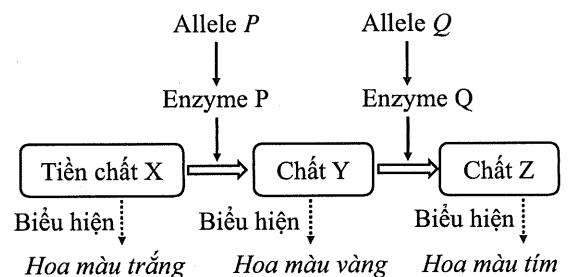 Allele P Allele Q
Enzyme P Enzyme Q
Tiền chất X Chất Y Chất Z
Biểu hiện Biểu hiện Biểu hiện
Hoa màu trắng Hoa màu vàng Hoa màu tím